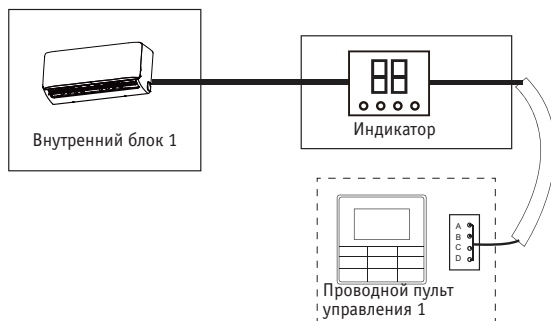 88
Внутренний блок 1
Индикатор
A
B
C
D
Проводной пульт
управления 1